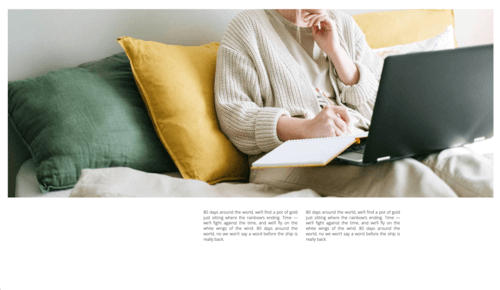 80 days around the world, we'll find a pot of gold
just sitting where the rainbow's ending. Time —
we'll fight against the time, and we'll fly on the
white wings of the wind. 80 days around the
world, no we won't say a word before the ship is
really back.
80 days around the world, we'll find a pot of gold
just sitting where the rainbow's ending. Time —
we'll fight against the time, and we'll fly on the
white wings of the wind. 80 days around the
world, no we won't say a word before the ship is
really back.